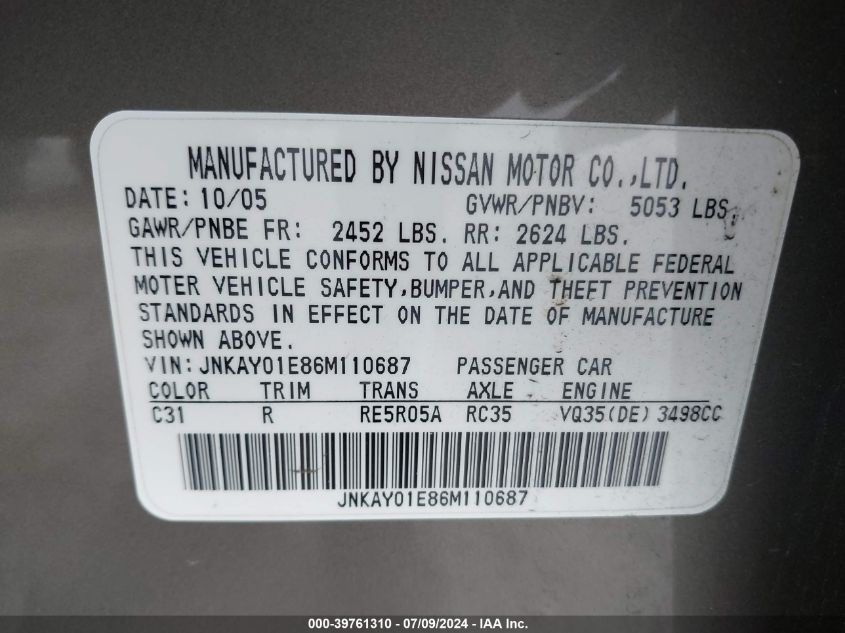 MANUFACTURED BY NISSAN MOTOR CO.,LTD.
DATE: 10/05 GVWR/PNBV: 5053 LBS.
GAWR/PNBE FR: 2452 LBS. RR: 2624 LBS.
THIS VEHICLE CONFORMS TO ALL APPLICABLE FEDERAL
MOTER VEHICLE SAFETY,BUMPER,AND THEFT PREVENTION
STANDARDS IN EFFECT ON THE DATE OF MANUFACTURE
SHOWN ABOVE.
VIN: JNKAY01E86M110687 PASSENGER CAR
COLOR TRIM TRANS AXLE ENGINE
C31 R RE5R05A RC35 VQ35(DE) 3498CC
JNKAY01E86M110687
000-39761310 / 07/09/2024 - IAA Inc.